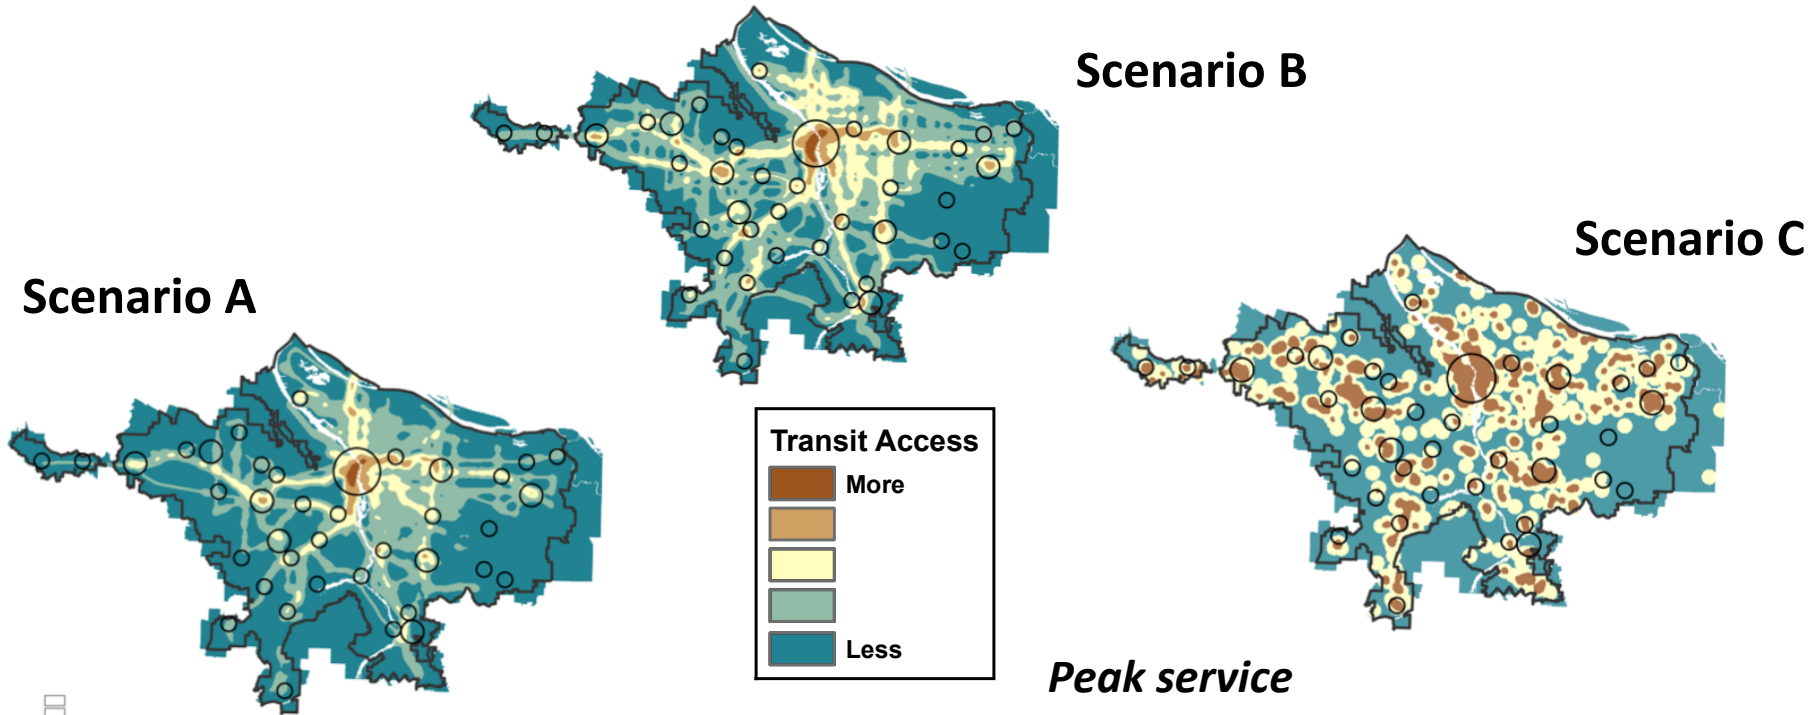 Scenario B
Scenario C
Scenario A
Transit Access
More
Less
Peak service